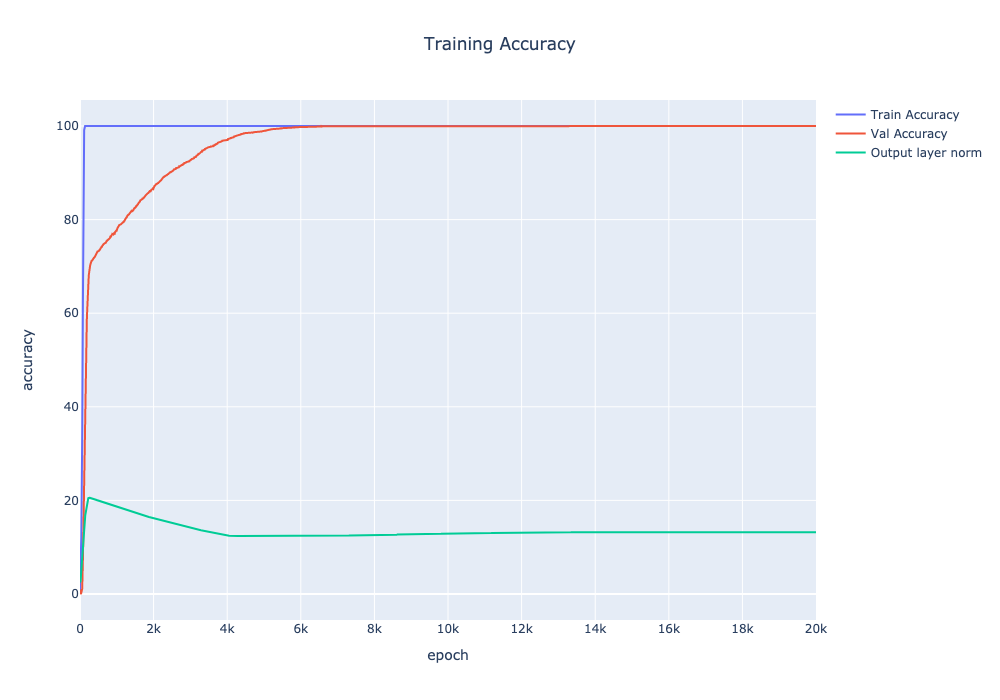 Training Accuracy
Train Accuracy
Val Accuracy
Output layer norm
100
80
60
40
20
0
accuracy
0 2k 4k 6k 8k 10k 12k 14k 16k 18k 20k
epoch